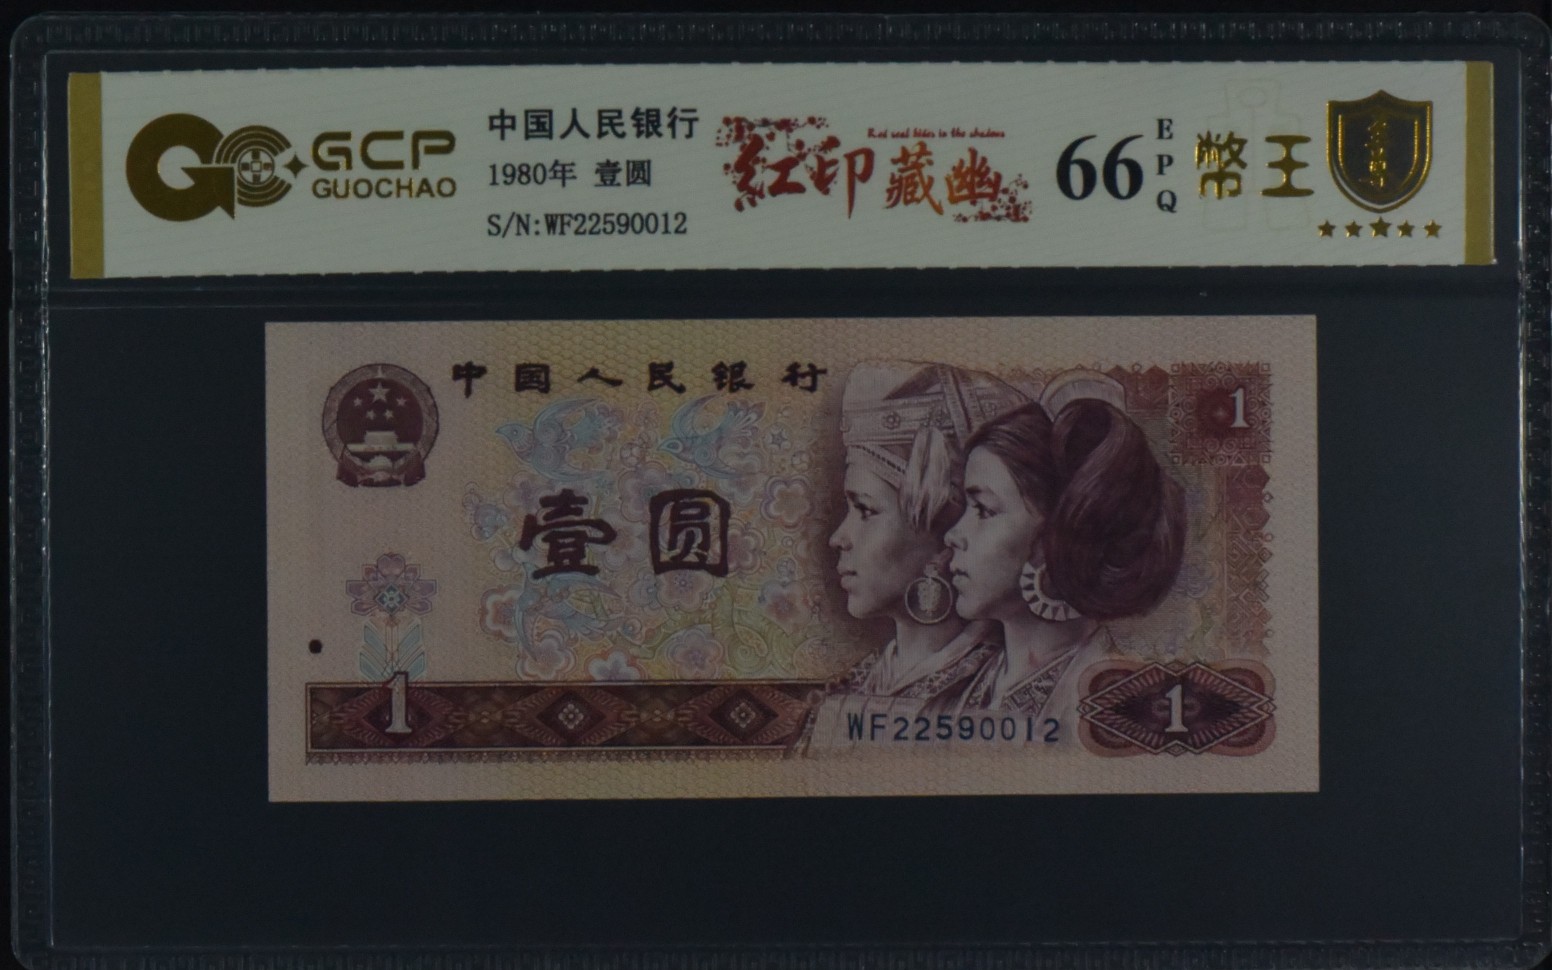 GCP
GUOCHAO
中国人民银行
1980年 壹圆
S/N:WF22590012
Red seal hides in the shadows
红印藏幽
66
EPQ
幣王
中国人民银行
1
壹圆
1
WF22590012
1